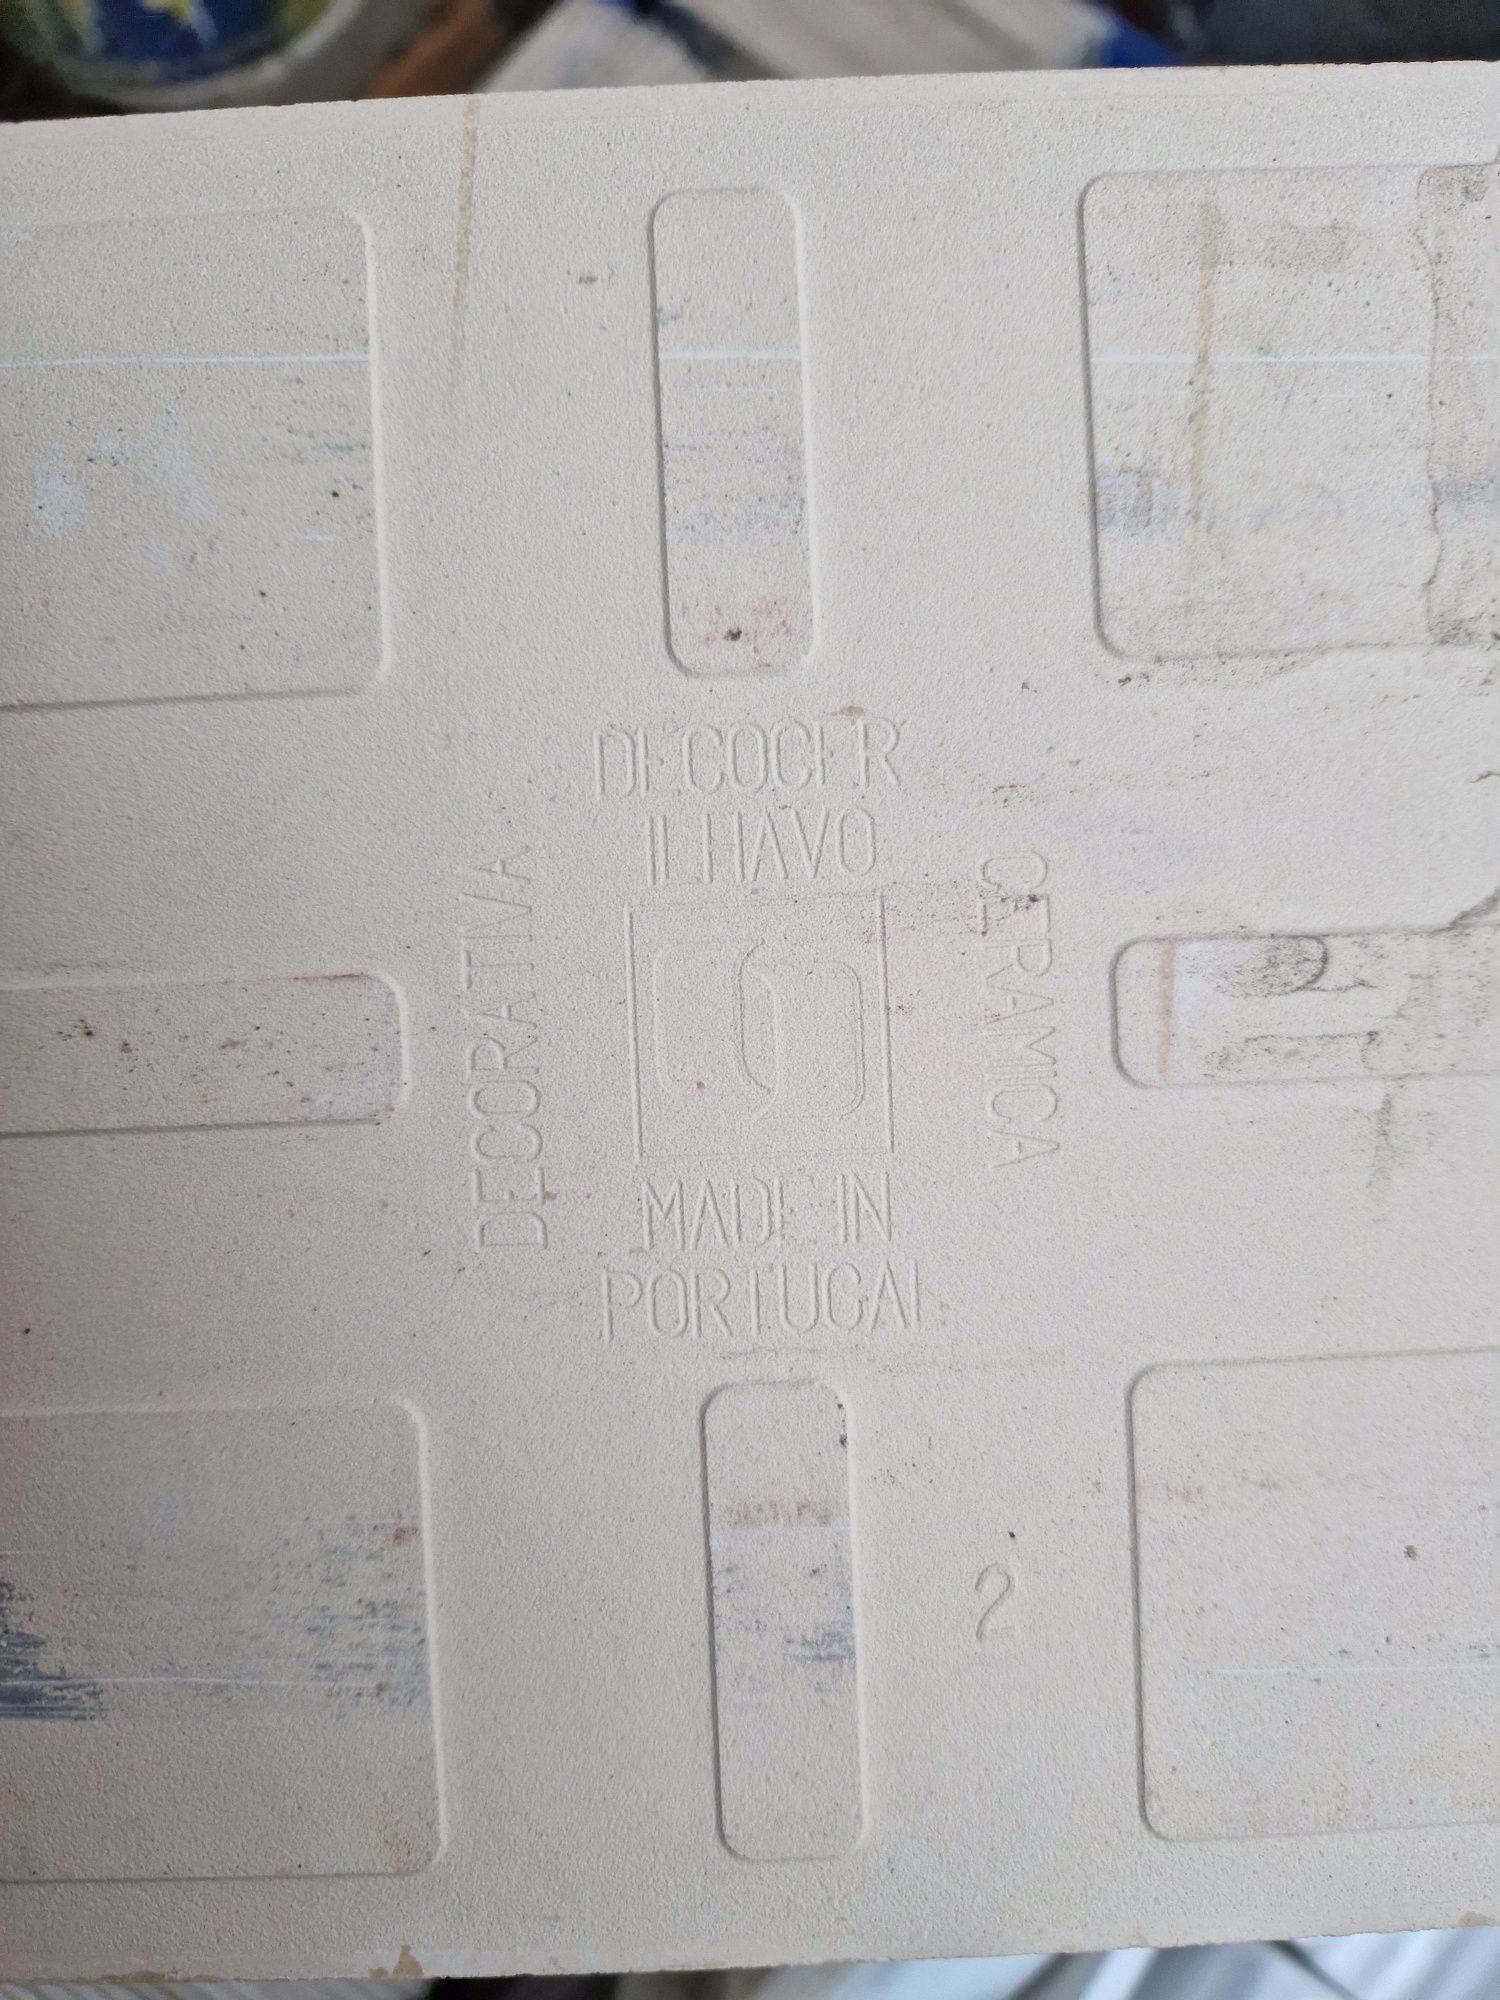 DECOCER
ILHAVO
DECORATIVA
CERAMICA
MADE IN
PORTUGAL
2